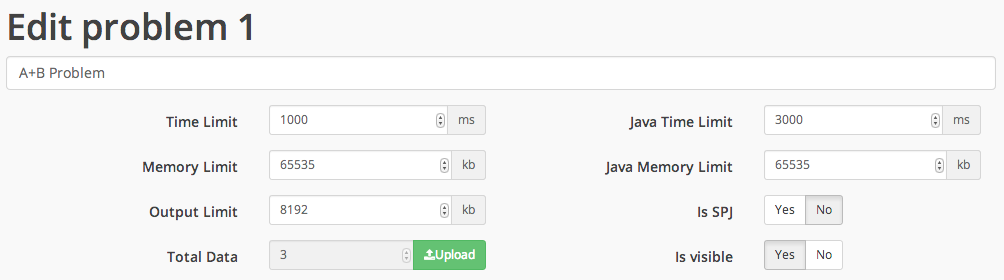 Edit problem 1
A+B Problem
Time Limit 1000 ms Java Time Limit 3000 ms
Memory Limit 65535 kb Java Memory Limit 65535 kb
Output Limit 8192 kb Is SPJ Yes No
Total Data 3 Upload Is visible Yes No